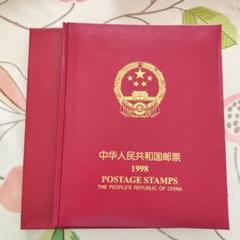 中华人民共和国邮票
1998
POSTAGE STAMPS
THE PEOPLE'S REPUBLIC OF CHINA